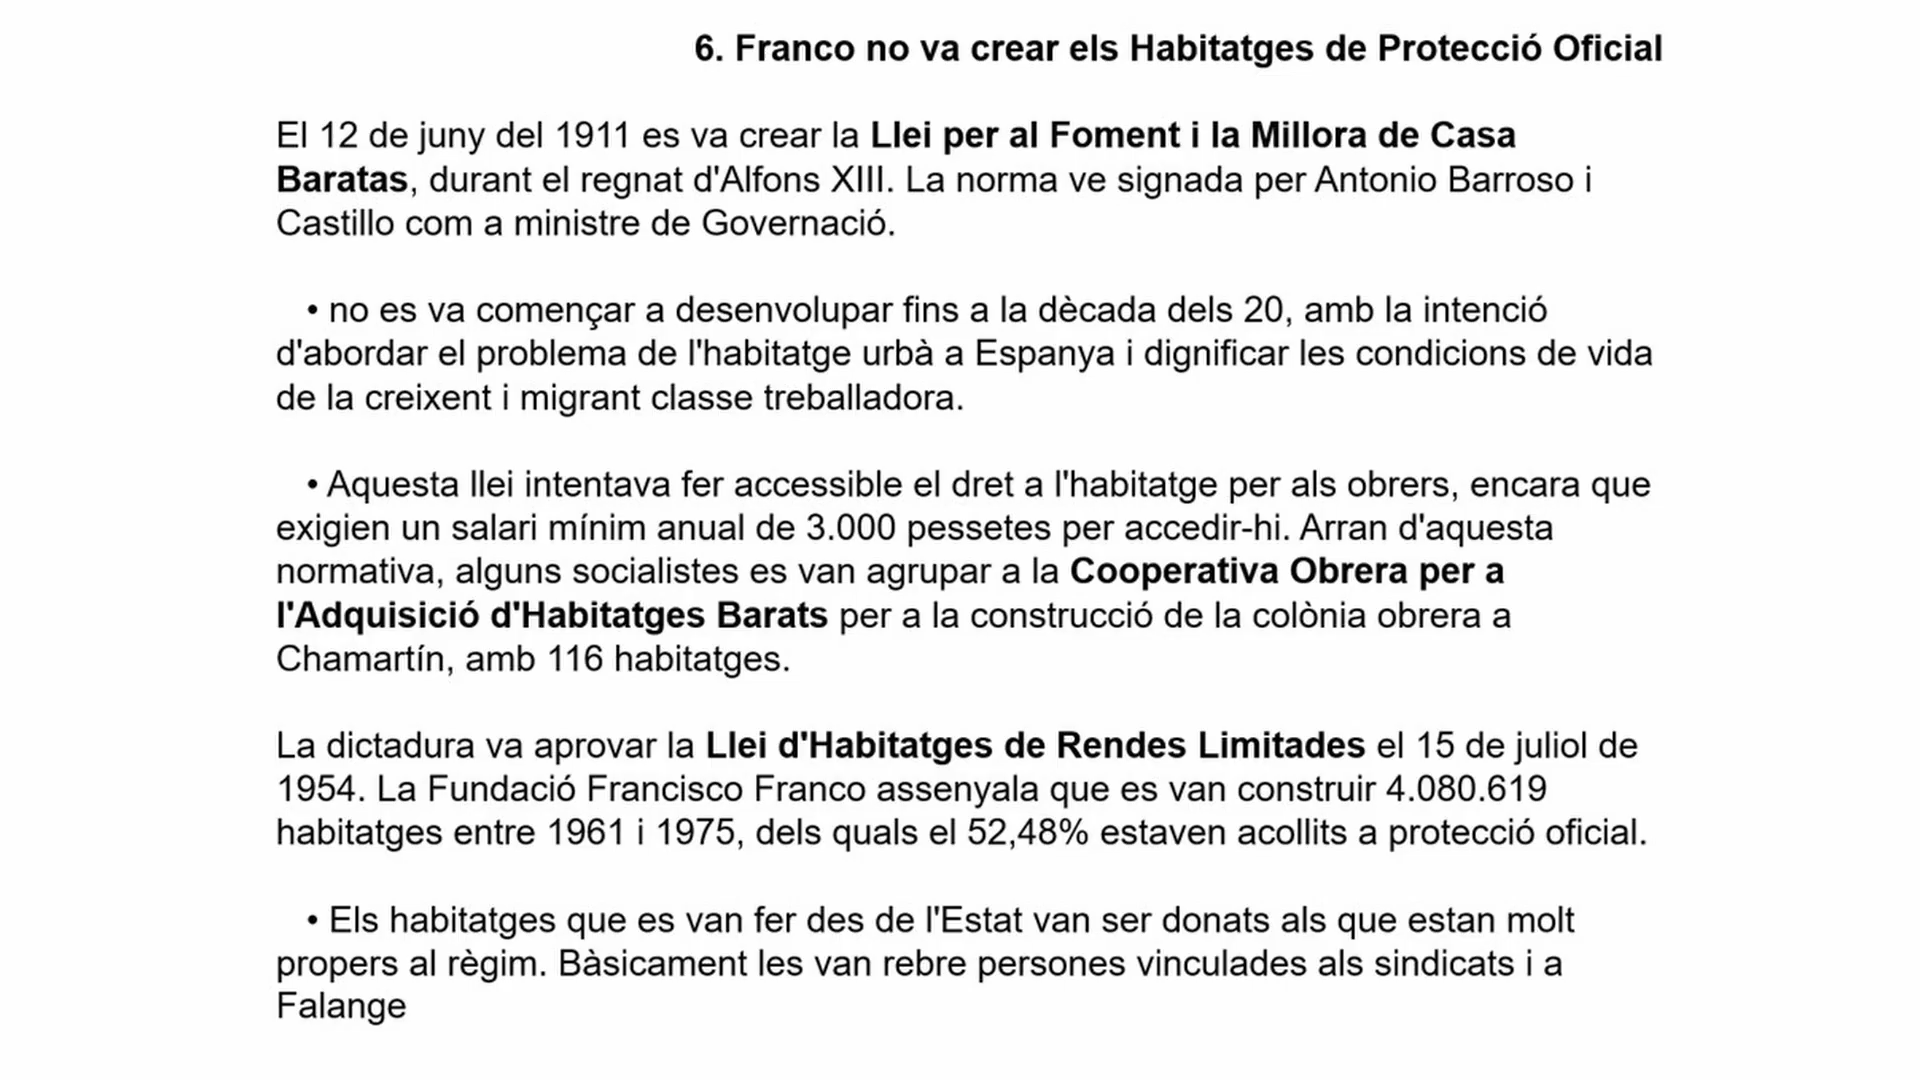 6. Franco no va crear els Habitatges de Protecció Oficial
El 12 de juny del 1911 es va crear la Llei per al Foment i la Millora de Casa
Baratas, durant el regnat d'Alfons XIII. La norma ve signada per Antonio Barroso i
Castillo com a ministre de Governació.
• no es va començar a desenvolupar fins a la dècada dels 20, amb la intenció
d'abordar el problema de l'habitatge urbà a Espanya i dignificar les condicions de vida
de la creixent i migrant classe treballadora.
• Aquesta llei intentava fer accessible el dret a l'habitatge per als obrers, encara que
exigien un salari mínim anual de 3.000 pessetes per accedir-hi. Arran d'aquesta
normativa, alguns socialistes es van agrupar a la Cooperativa Obrera per a
l'Adquisició d'Habitatges Barats per a la construcció de la colònia obrera a
Chamartín, amb 116 habitatges.
La dictadura va aprovar la Llei d'Habitatges de Rendes Limitades el 15 de juliol de
1954. La Fundació Francisco Franco assenyala que es van construir 4.080.619
habitatges entre 1961 i 1975, dels quals el 52,48% estaven acollits a protecció oficial.
• Els habitatges que es van fer des de l'Estat van ser donats als que estan molt
propers al règim. Bàsicament les van rebre persones vinculades als sindicats i a
Falange